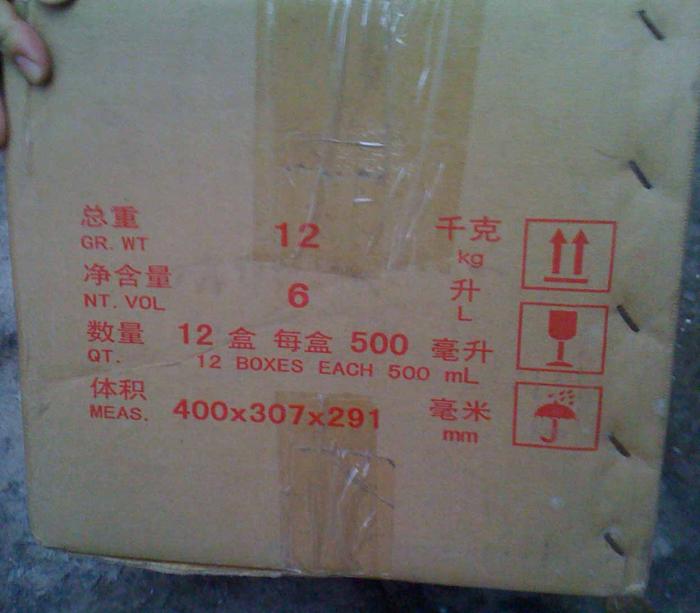 总重 12 千克
GR. WT kg
净含量 6 升
NT. VOL L
数量 12 盒 每盒 500 毫升
QT. 12 BOXES EACH 500 mL
体积 400x307x291 毫米
MEAS. mm